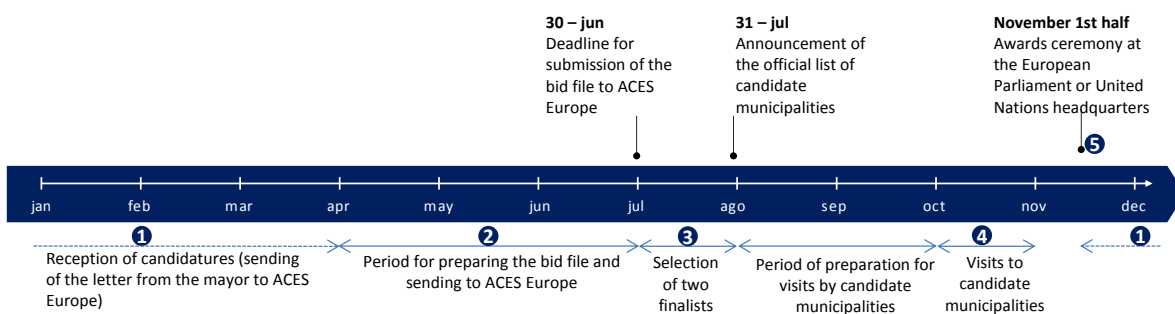 30 – jun
Deadline for
submission of the
bid file to ACES
Europe
31 – jul
Announcement of
the official list of
candidate
municipalities
November 1st half
Awards ceremony at
the European
Parliament or United
Nations headquarters
5
jan feb mar apr may jun jul ago sep oct nov dec
1 2 3 4 1
Reception of candidatures (sending
of the letter from the mayor to ACES
Europe)
Period for preparing the bid file and
sending to ACES Europe
Selection
of two
finalists
Period of preparation for
visits by candidate
municipalities
Visits to
candidate
municipalities